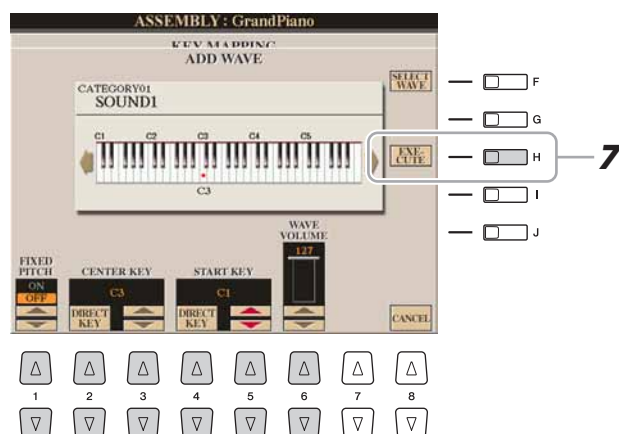 ASSEMBLY : GrandPiano
KEY MAPPING
ADD WAVE
CATEGORY01
SOUND1
SELECT
WAVE
C1 C2 C3 C4 C5
C3
EXE-
CUTE
F
G
H
I
J
7
WAVE
VOLUME
127
FIXED
PITCH
ON
OFF
CENTER KEY
C3
DIRECT
KEY
START KEY
C1
DIRECT
KEY
CANCEL
1 2 3 4 5 6 7 8